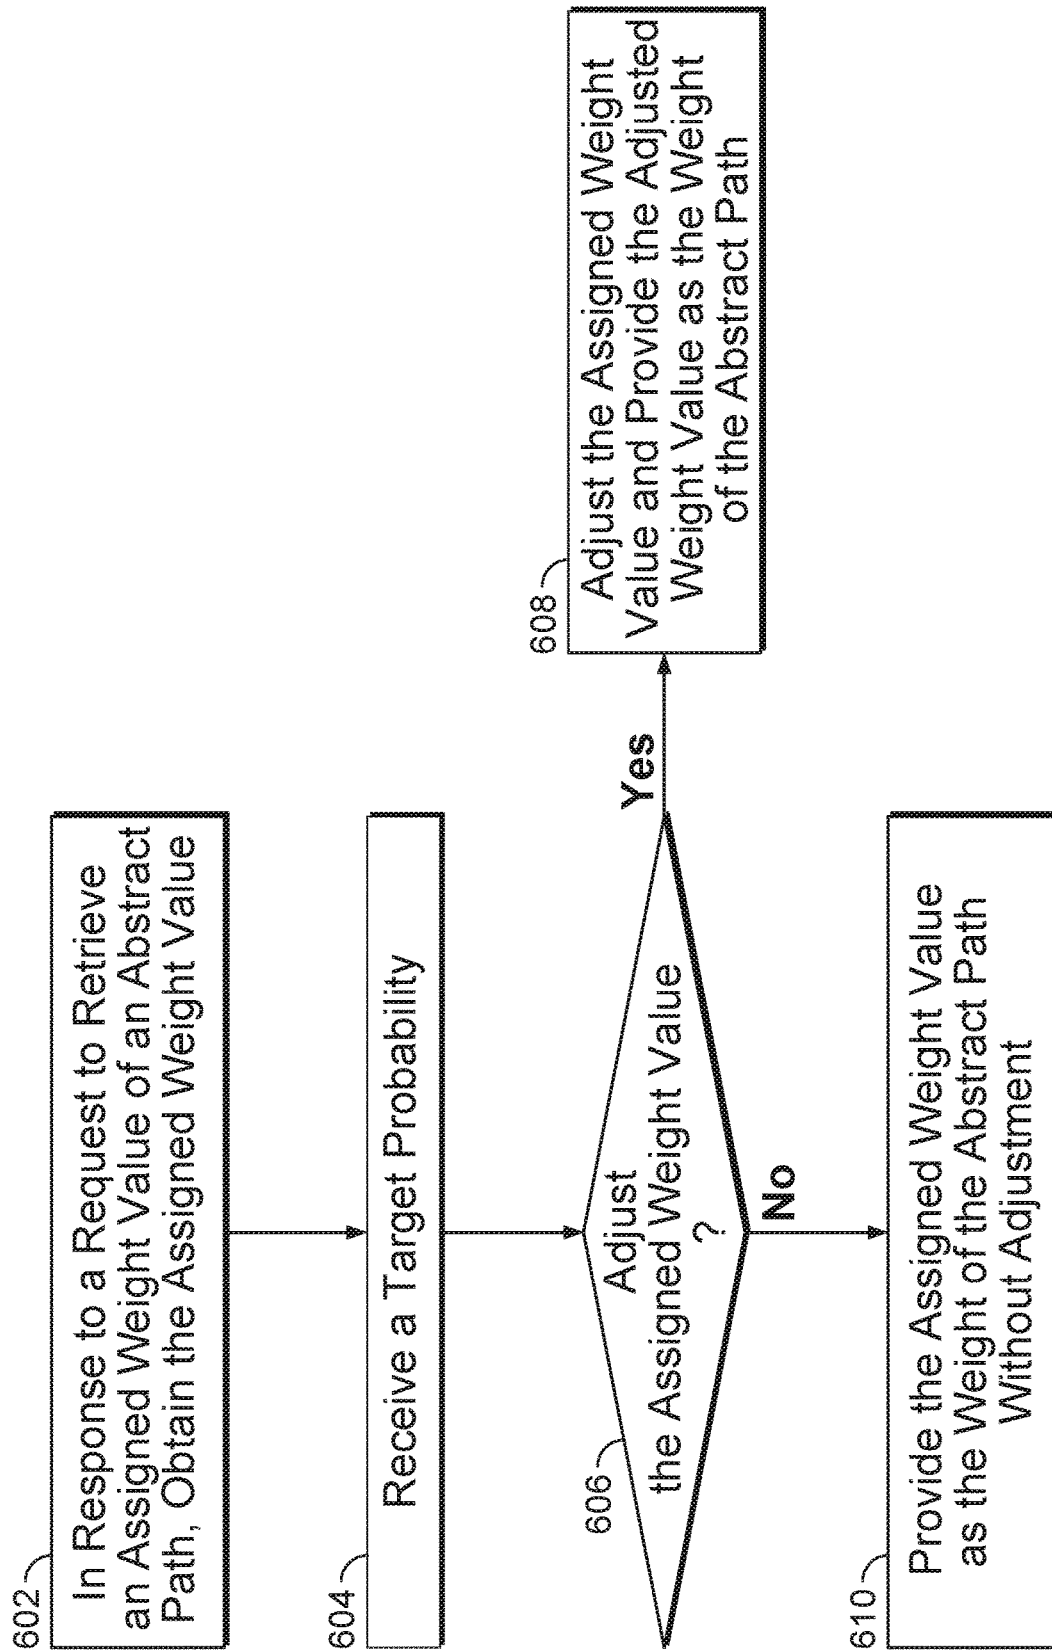 602
In Response to a Request to Retrieve
an Assigned Weight Value of an Abstract
Path, Obtain the Assigned Weight Value
604
Receive a Target Probability
606
Adjust
the Assigned Weight Value
?
Yes
608
Adjust the Assigned Weight
Value and Provide the Adjusted
Weight Value as the Weight
of the Abstract Path
No
610
Provide the Assigned Weight Value
as the Weight of the Abstract Path
Without Adjustment